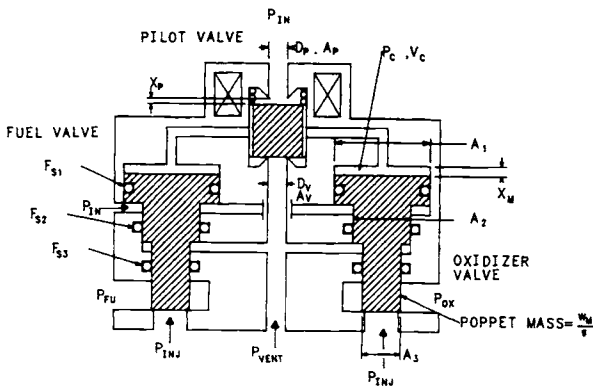 P_IN
PILOT VALVE
D_P . A_P
P_C ,V_C
X_P
FUEL VALVE
A_1
F_S1
D_V
A_V
X_M
P_IN
F_S2
A_2
F_S3
OXIDIZER
VALVE
P_FU
P_OX
POPPET MASS= W_M/g
P_INJ
P_VENT
A_3
P_INJ